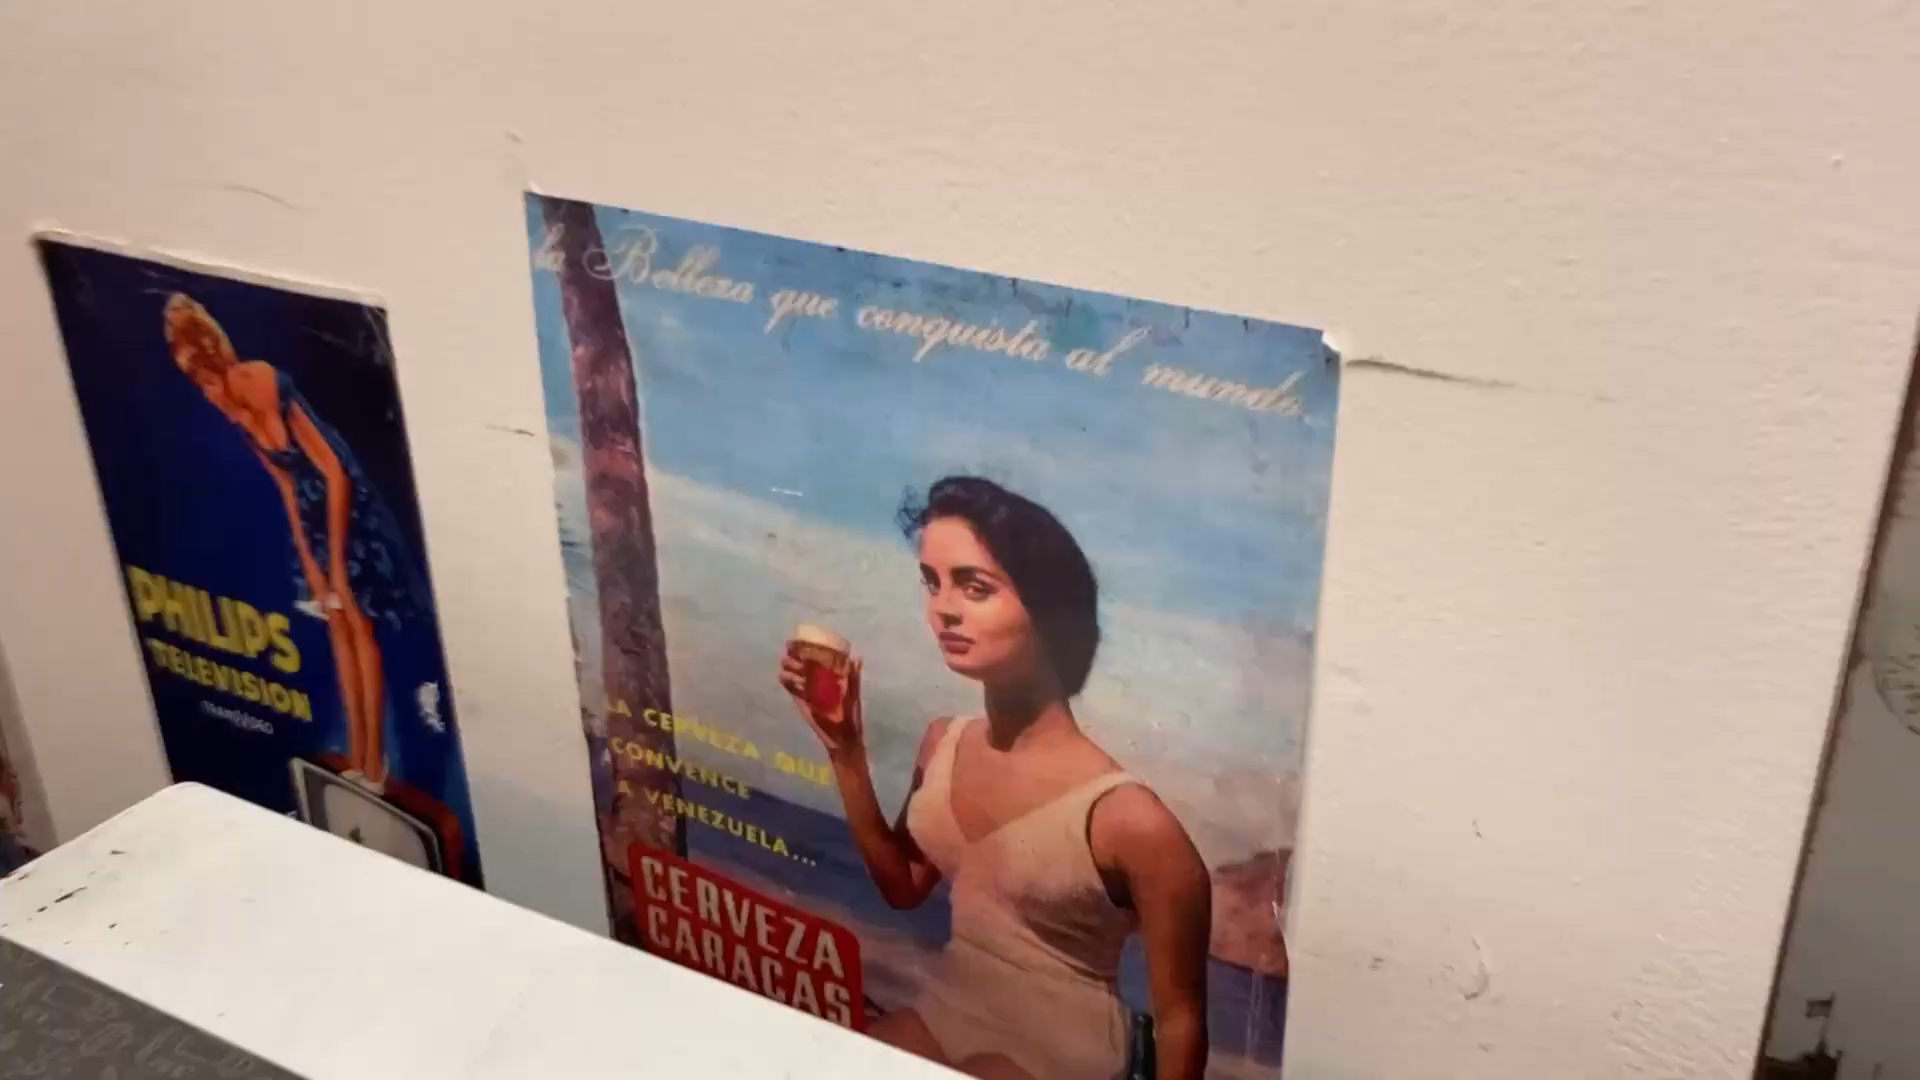 PHILIPS
TELEVISION
la Belleza que conquista al mundo
LA CERVEZA QUE
CONVENCE
A VENEZUELA...
CERVEZA
CARACAS